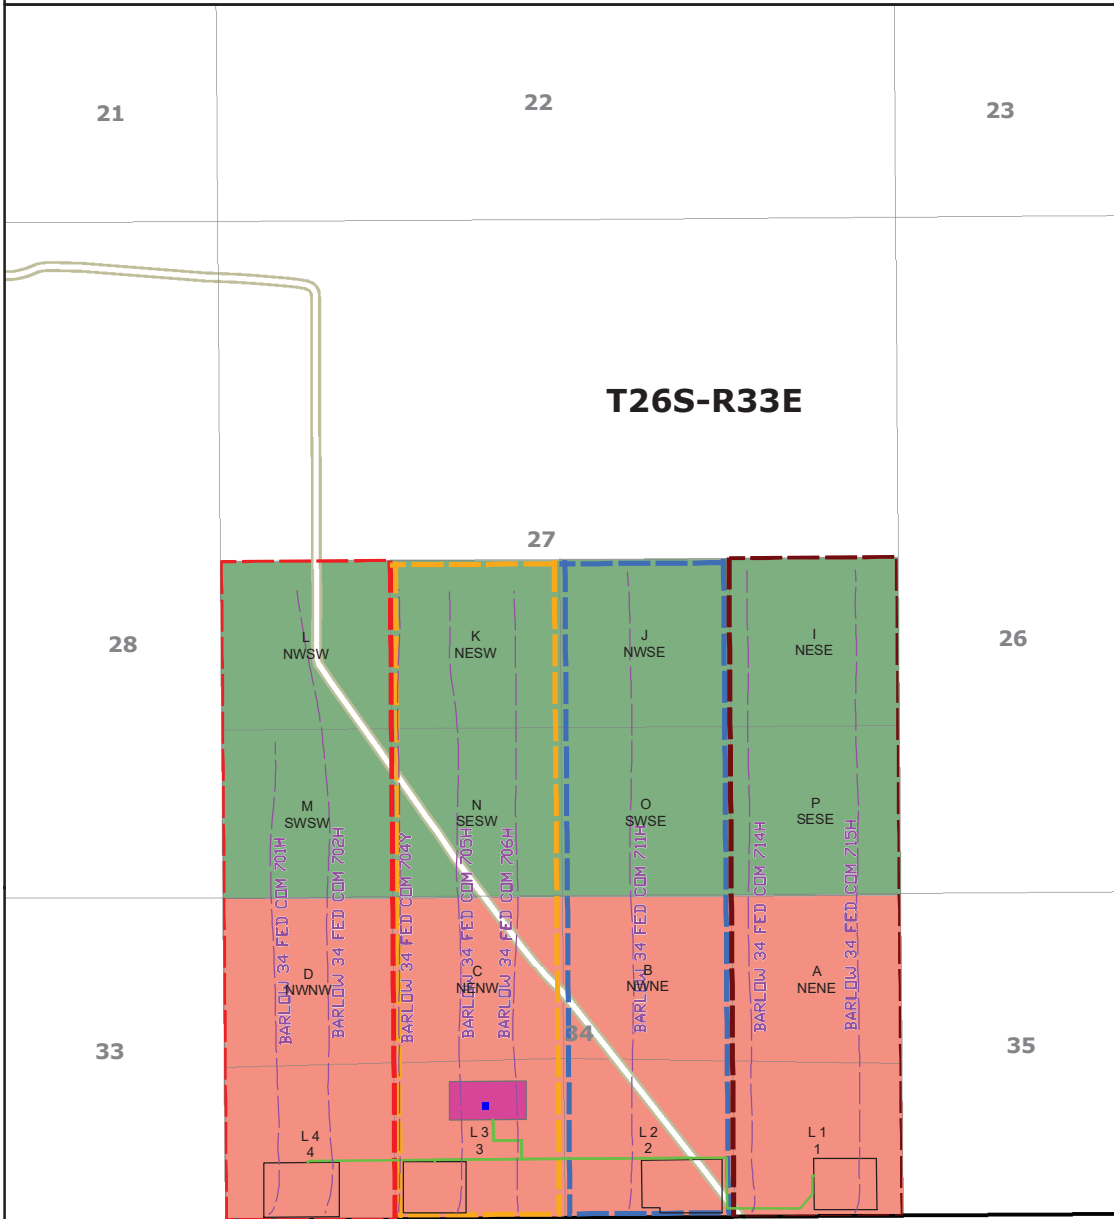 21
22
23
T26S-R33E
27
28
26
L
NWSW
K
NESW
J
NWSE
I
NESE
M
SWSW
N
SESW
O
SWSE
P
SESE
BARLOW 34 FED COM 701H
BARLOW 34 FED COM 702H
BARLOW 34 FED COM 704Y
BARLOW 34 FED COM 705H
BARLOW 34 FED COM 706H
BARLOW 34 FED COM 711H
BARLOW 34 FED COM 714H
BARLOW 34 FED COM 715H
D
NWNW
C
NENW
B
NWNE
A
NENE
33
34
35
L 4
4
L 3
3
L 2
2
L 1
1